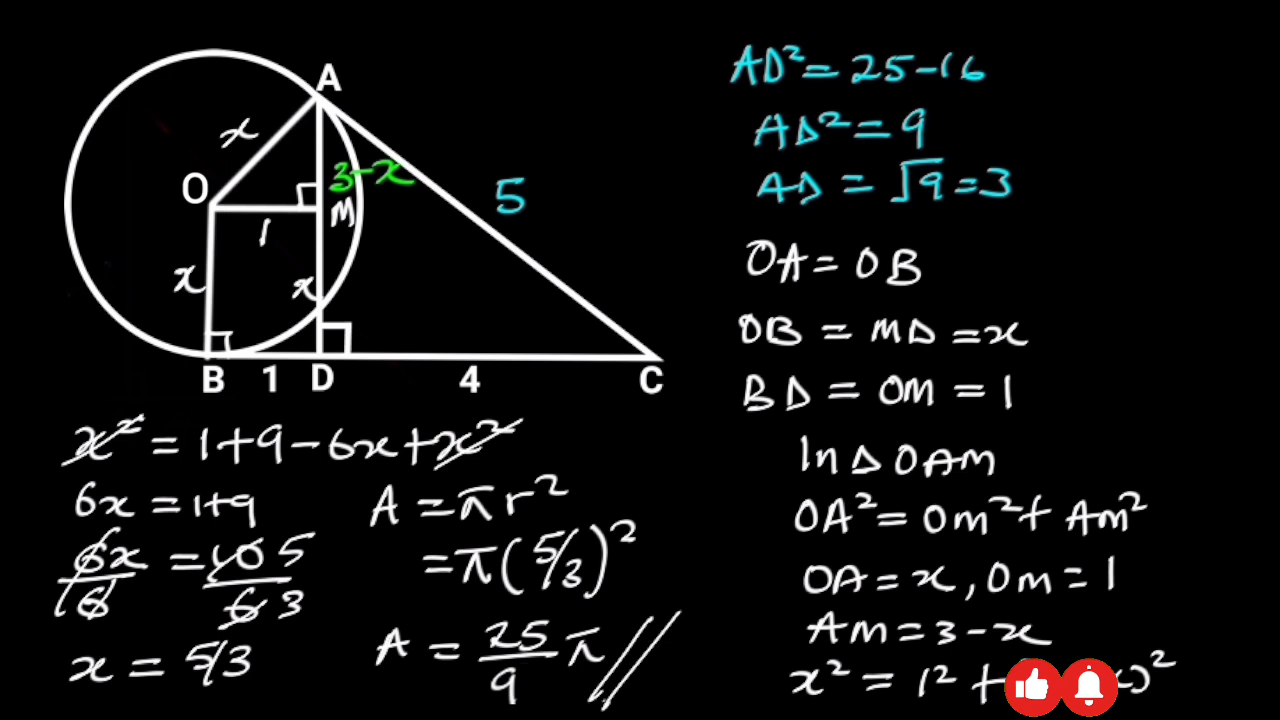 A
x
3-x
O
5
M
1
x
x
B 1 D 4 C
AD² = 25-16
AD² = 9
AD = √9 = 3
OA = OB
OB = MD = x
BD = OM = 1
In Δ OAM
OA² = OM² + AM²
OA = x, OM = 1
AM = 3-x
x² = 1² + )²
x² = 1+9-6x+x²
6x = 1+9
6x/6 = 10/6 5/3
x = 5/3
A = πr²
= π(5/3)²
A = 25/9 π //